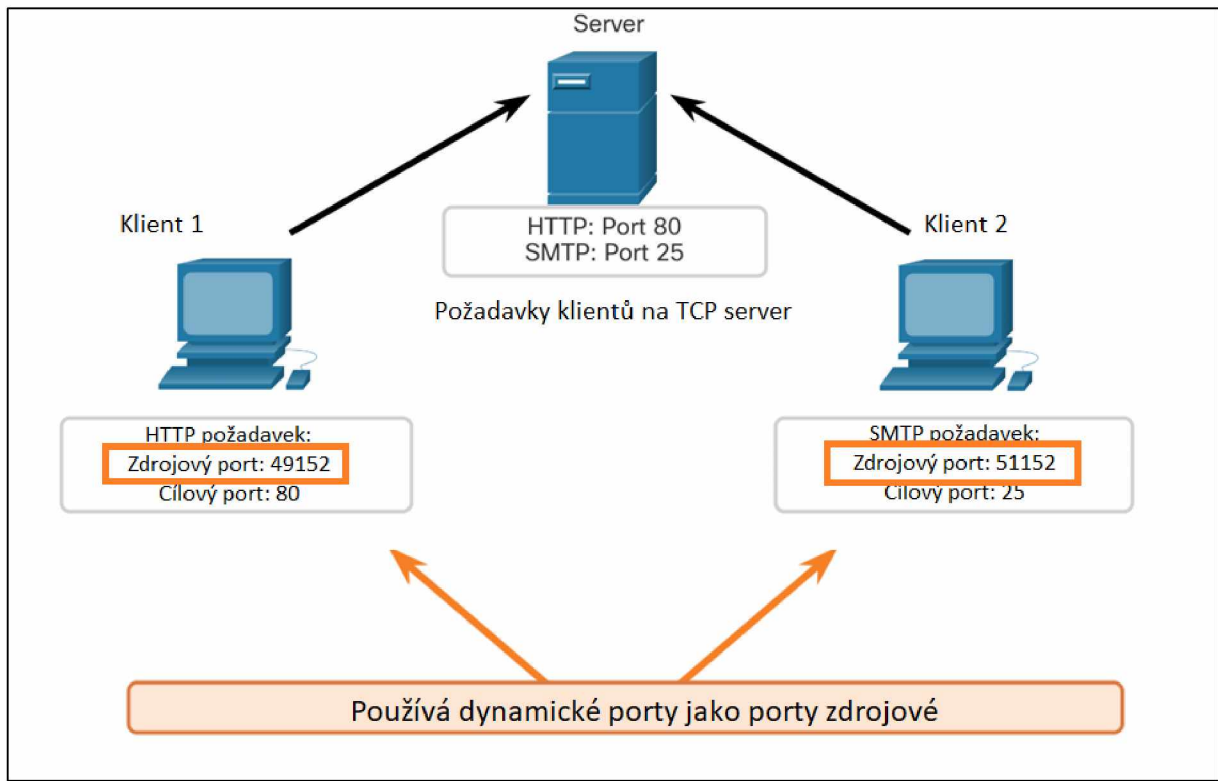 Server
Klient 1
HTTP: Port 80
SMTP: Port 25
Klient 2
Požadavky klientů na TCP server
HTTP požadavek:
Zdrojový port: 49152
Cílový port: 80
SMTP požadavek:
Zdrojový port: 51152
Cílový port: 25
Používá dynamické porty jako porty zdrojové